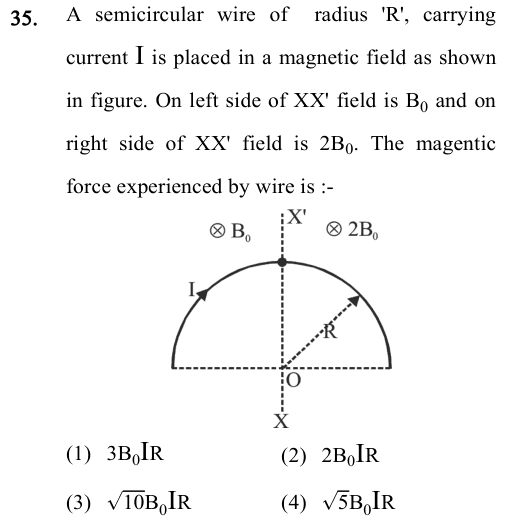 35. A semicircular wire of radius 'R', carrying
current I is placed in a magnetic field as shown
in figure. On left side of XX' field is B₀ and on
right side of XX' field is 2B₀. The magentic
force experienced by wire is :-
X'
⊗ B₀ ⊗ 2B₀
I
R
O
X
(1) 3B₀IR (2) 2B₀IR
(3) √10B₀IR (4) √5B₀IR